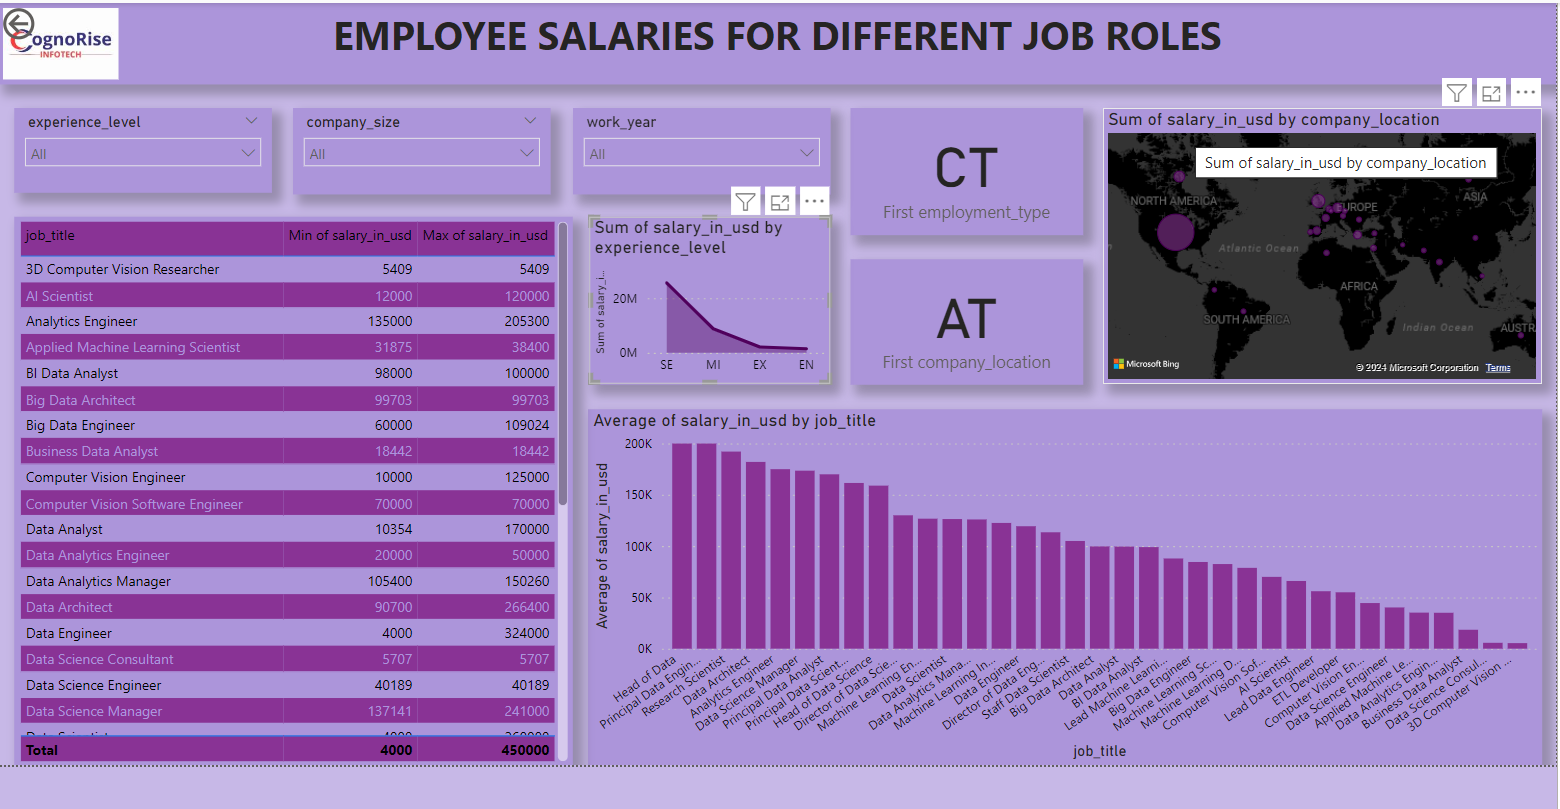 CognoRise
INFOTECH
EMPLOYEE SALARIES FOR DIFFERENT JOB ROLES
experience_level
All
company_size
All
work_year
All
CT
First employment_type
AT
First company_location
Sum of salary_in_usd by company_location
Sum of salary_in_usd by company_location
NORTH AMERICA
EUROPE
ASIA
Atlantic Ocean
AFRICA
SOUTH AMERICA
Indian Ocean
AUSTR
Microsoft Bing
© 2024 Microsoft Corporation Terms
job_title Min of salary_in_usd Max of salary_in_usd
3D Computer Vision Researcher 5409 5409
AI Scientist 12000 120000
Analytics Engineer 135000 205300
Applied Machine Learning Scientist 31875 38400
BI Data Analyst 98000 100000
Big Data Architect 99703 99703
Big Data Engineer 60000 109024
Business Data Analyst 18442 18442
Computer Vision Engineer 10000 125000
Computer Vision Software Engineer 70000 70000
Data Analyst 10354 170000
Data Analytics Engineer 20000 50000
Data Analytics Manager 105400 150260
Data Architect 90700 266400
Data Engineer 4000 324000
Data Science Consultant 5707 5707
Data Science Engineer 40189 40189
Data Science Manager 137141 241000
Total 4000 450000
Sum of salary_in_usd by
experience_level
Sum of salary_i...
20M
0M
SE MI EX EN
Average of salary_in_usd by job_title
Average of salary_in_usd
200K
150K
100K
50K
0K
Head of Data
Principal Data Engin...
Research Scientist
Data Architect
Analytics Engineer
Data Science Manager
Principal Data Analyst
Principal Data Scient...
Head of Data Science
Director of Data Scie...
Machine Learning En...
Data Scientist
Data Analytics Mana...
Machine Learning In...
Data Engineer
Director of Data Eng...
Staff Data Scientist
Big Data Architect
Data Analyst
BI Data Analyst
Lead Machine Learni...
Big Data Engineer
Machine Learning Sc...
Machine Learning D...
Computer Vision Sof...
AI Scientist
Lead Data Engineer
ETL Developer
Computer Vision En...
Data Science Engineer
Applied Machine Le...
Data Analytics Engin...
Business Data Analyst
Data Science Consul...
3D Computer Vision ...
job_title